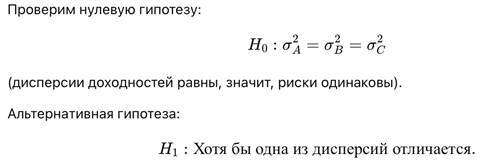 Проверим нулевую гипотезу:
H₀ : σ²_A = σ²_B = σ²_C
(дисперсии доходностей равны, значит, риски одинаковы).
Альтернативная гипотеза:
H₁ : Хотя бы одна из дисперсий отличается.